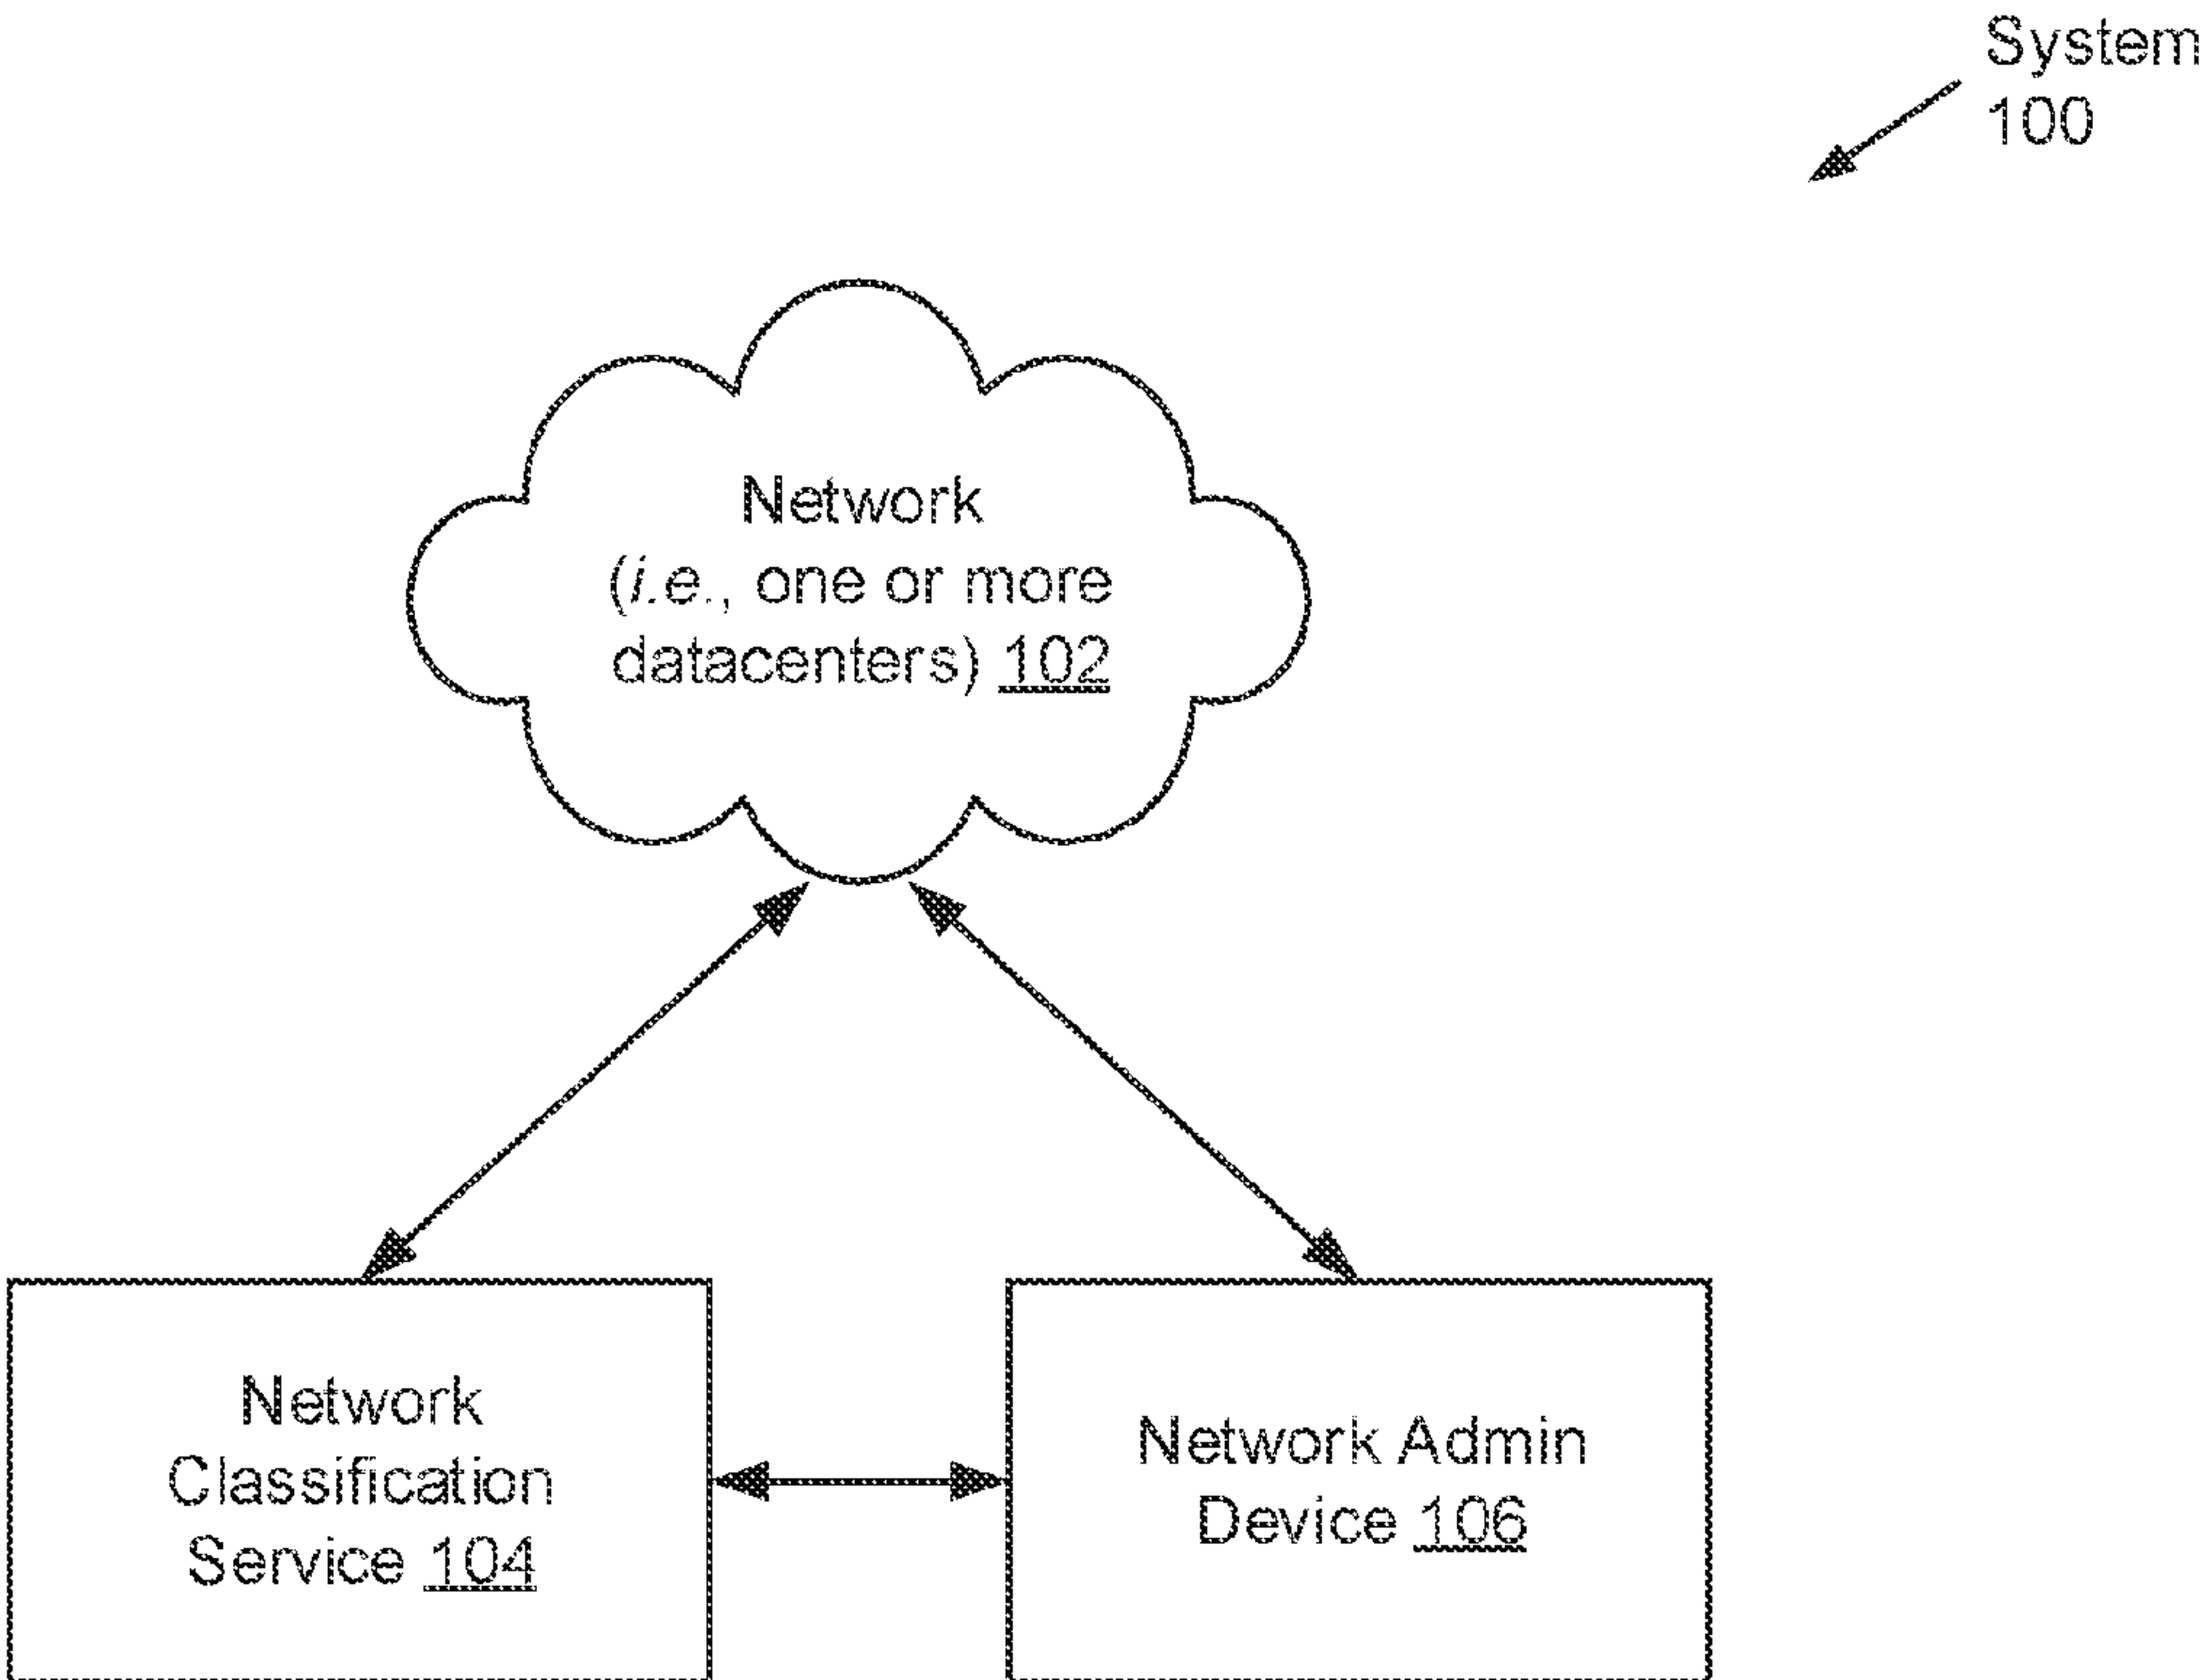 System
100
Network
(i.e., one or more
datacenters) 102
Network
Classification
Service 104
Network Admin
Device 106